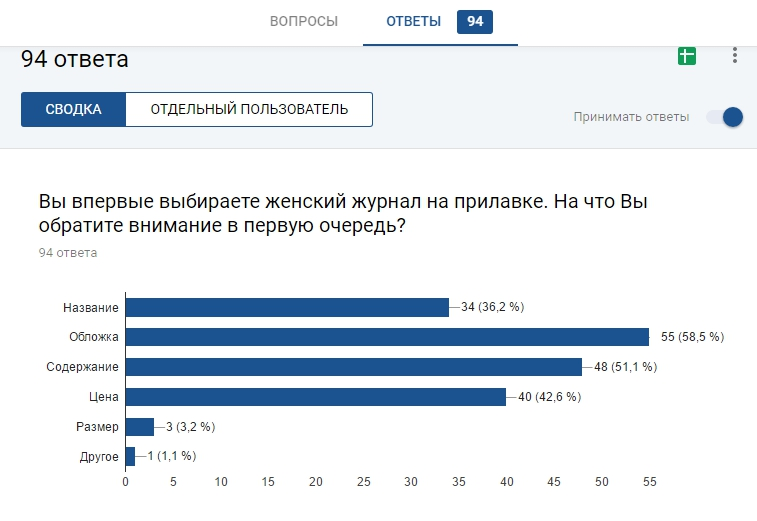 ВОПРОСЫ ОТВЕТЫ 94
94 ответа
СВОДКА ОТДЕЛЬНЫЙ ПОЛЬЗОВАТЕЛЬ
Принимать ответы
Вы впервые выбираете женский журнал на прилавке. На что Вы
обратите внимание в первую очередь?
94 ответа
Название 34 (36,2 %)
Обложка 55 (58,5 %)
Содержание 48 (51,1 %)
Цена 40 (42,6 %)
Размер 3 (3,2 %)
Другое 1 (1,1 %)
0 5 10 15 20 25 30 35 40 45 50 55